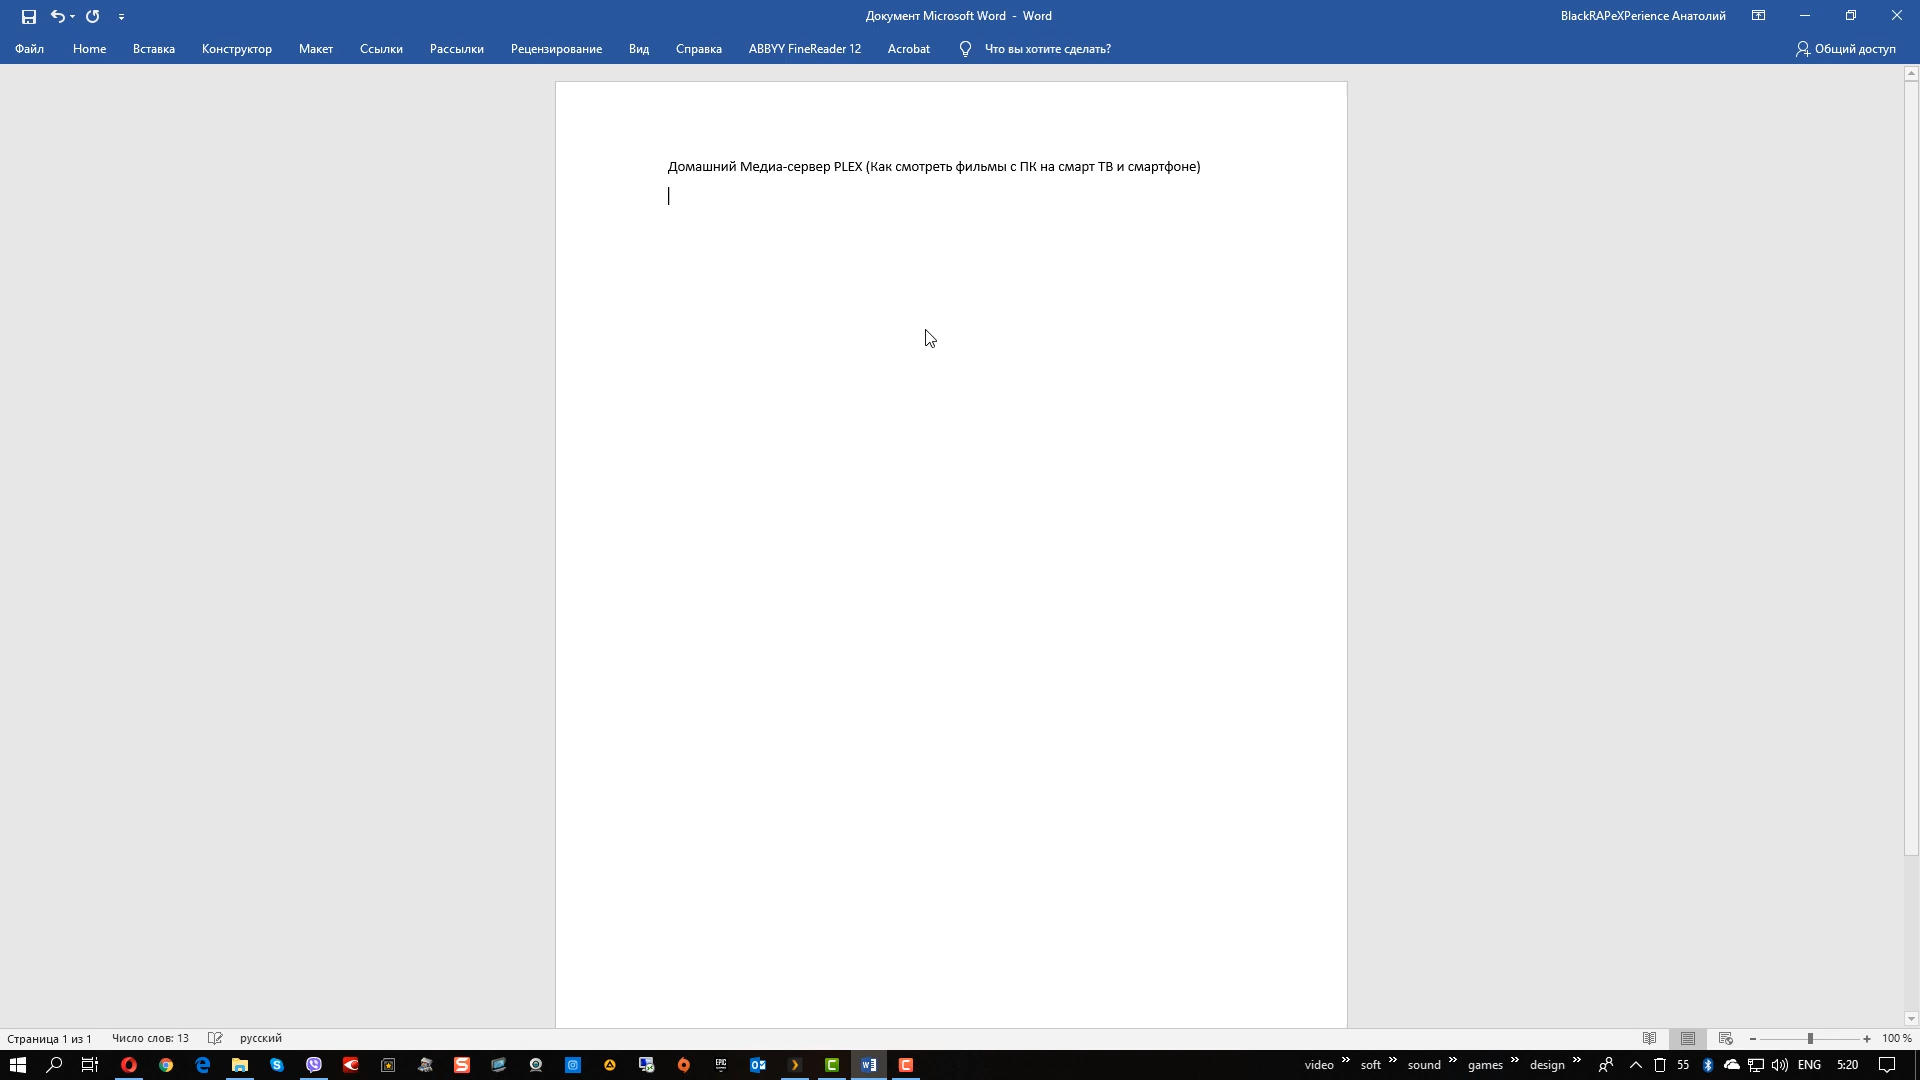 Документ Microsoft Word - Word
BlackRAPeXPerience Анатолий
Файл Home Вставка Конструктор Макет Ссылки Рассылки Рецензирование Вид Справка ABBYY FineReader 12 Acrobat Что вы хотите сделать? Общий доступ
Домашний Медиа-сервер PLEX (Как смотреть фильмы с ПК на смарт ТВ и смартфоне)
Страница 1 из 1 Число слов: 13 русский 100 %
video soft sound games design 55 ENG 5:20